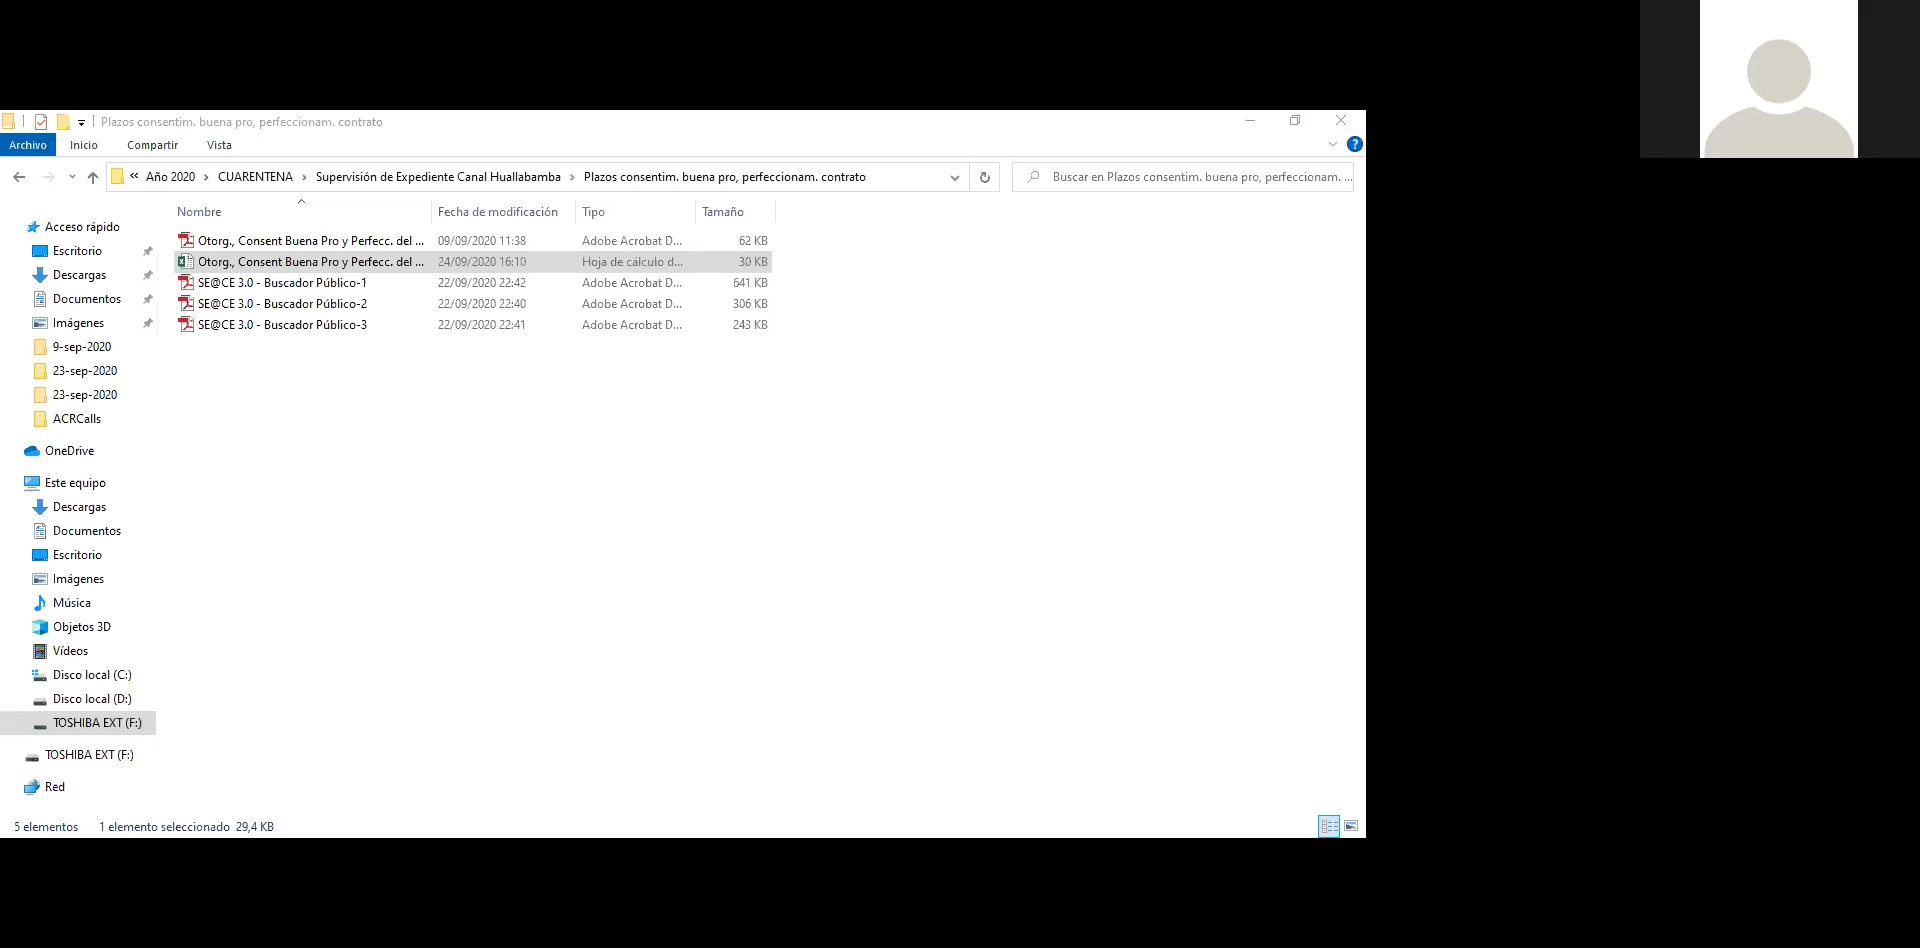 Plazos consentim. buena pro, perfeccionam. contrato
Archivo Inicio Compartir Vista
« Año 2020 > CUARENTENA > Supervisión de Expediente Canal Huallabamba > Plazos consentim. buena pro, perfeccionam. contrato
Buscar en Plazos consentim. buena pro, perfeccionam. ...
Nombre Fecha de modificación Tipo Tamaño
Otorg., Consent Buena Pro y Perfecc. del ... 09/09/2020 11:38 Adobe Acrobat D... 62 KB
Otorg., Consent Buena Pro y Perfecc. del ... 24/09/2020 16:10 Hoja de cálculo d... 30 KB
SE@CE 3.0 - Buscador Público-1 22/09/2020 22:42 Adobe Acrobat D... 641 KB
SE@CE 3.0 - Buscador Público-2 22/09/2020 22:40 Adobe Acrobat D... 306 KB
SE@CE 3.0 - Buscador Público-3 22/09/2020 22:41 Adobe Acrobat D... 243 KB
Acceso rápido
Escritorio
Descargas
Documentos
Imágenes
9-sep-2020
23-sep-2020
23-sep-2020
ACRCalls
OneDrive
Este equipo
Descargas
Documentos
Escritorio
Imágenes
Música
Objetos 3D
Vídeos
Disco local (C:)
Disco local (D:)
TOSHIBA EXT (F:)
TOSHIBA EXT (F:)
Red
5 elementos 1 elemento seleccionado 29,4 KB